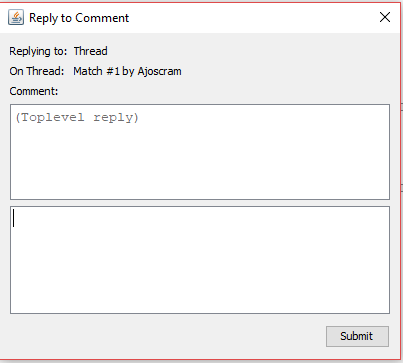 Reply to Comment
Replying to: Thread
On Thread: Match #1 by Ajoscram
Comment:
(Toplevel reply)
Submit